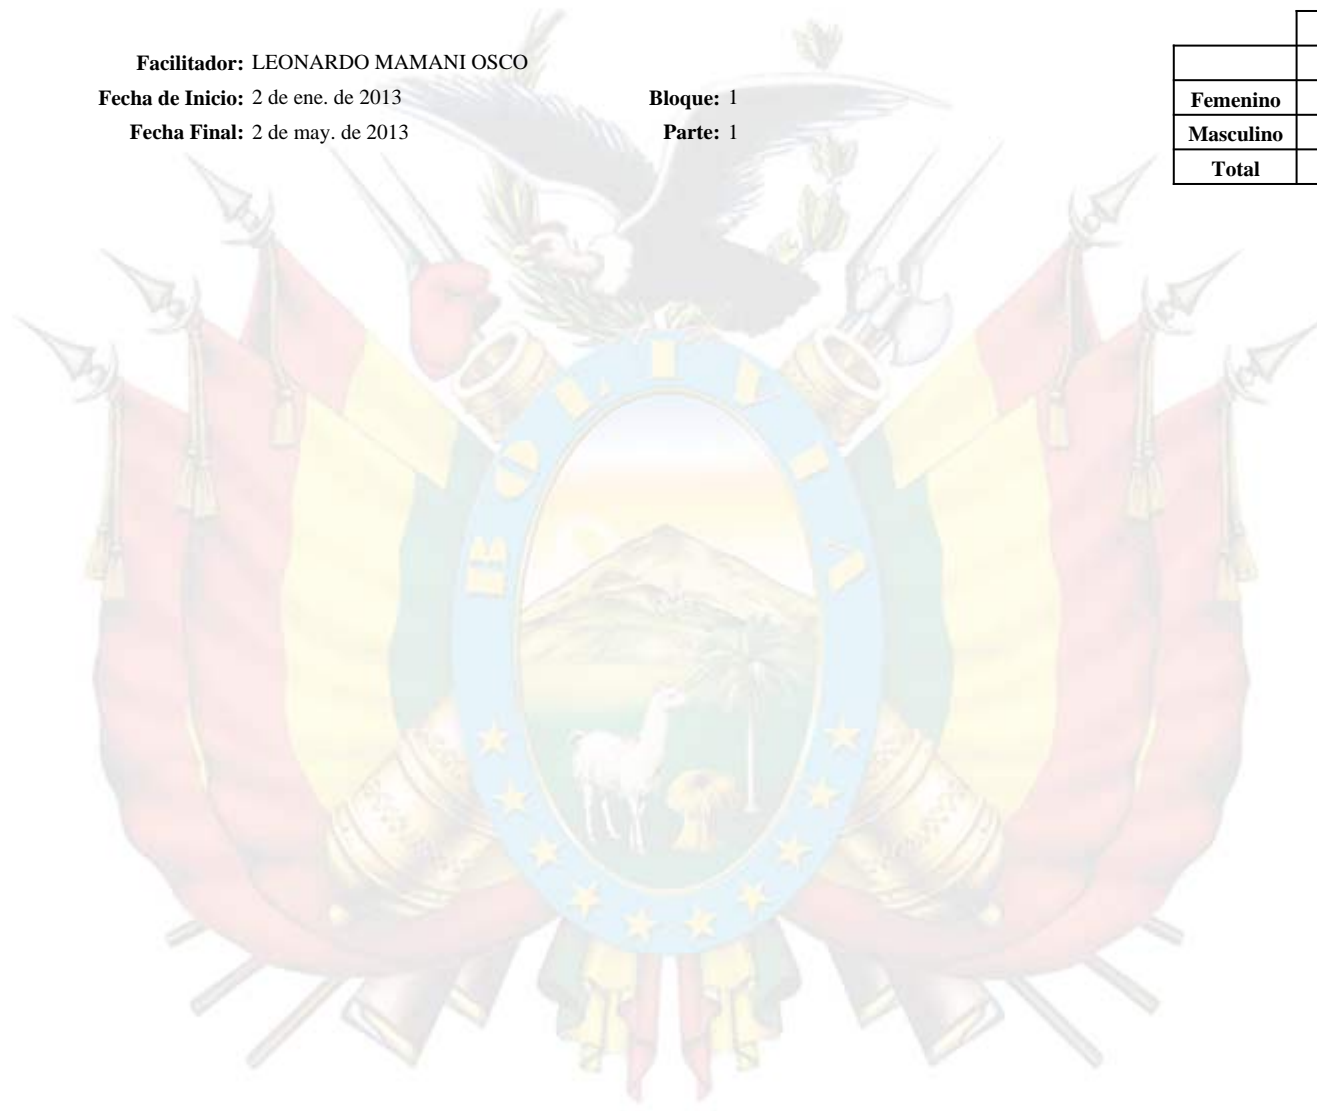 Facilitador: LEONARDO MAMANI OSCO
Fecha de Inicio: 2 de ene. de 2013 Bloque: 1
Fecha Final: 2 de may. de 2013 Parte: 1
Femenino
Masculino
Total
BOLIVIA